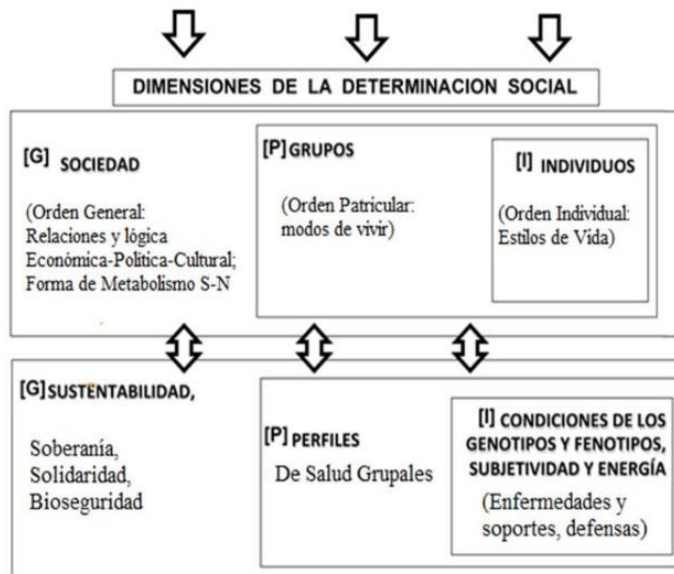 DIMENSIONES DE LA DETERMINACION SOCIAL
[G] SOCIEDAD
(Orden General:
Relaciones y lógica
Económica-Política-Cultural;
Forma de Metabolismo S-N
[P] GRUPOS
(Orden Patricular:
modos de vivir)
[I] INDIVIDUOS
(Orden Individual:
Estilos de Vida)
[G] SUSTENTABILIDAD,
Soberanía,
Solidaridad,
Bioseguridad
[P] PERFILES
De Salud Grupales
[I] CONDICIONES DE LOS
GENOTIPOS Y FENOTIPOS,
SUBJETIVIDAD Y ENERGÍA
(Enfermedades y
soportes, defensas)